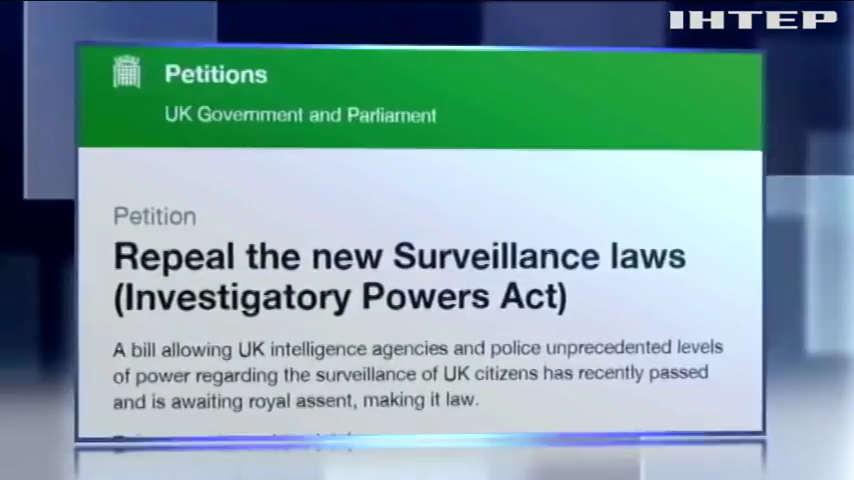 ІНТЕР
Petitions
UK Government and Parliament
Petition
Repeal the new Surveillance laws
(Investigatory Powers Act)
A bill allowing UK intelligence agencies and police unprecedented levels
of power regarding the surveillance of UK citizens has recently passed
and is awaiting royal assent, making it law.